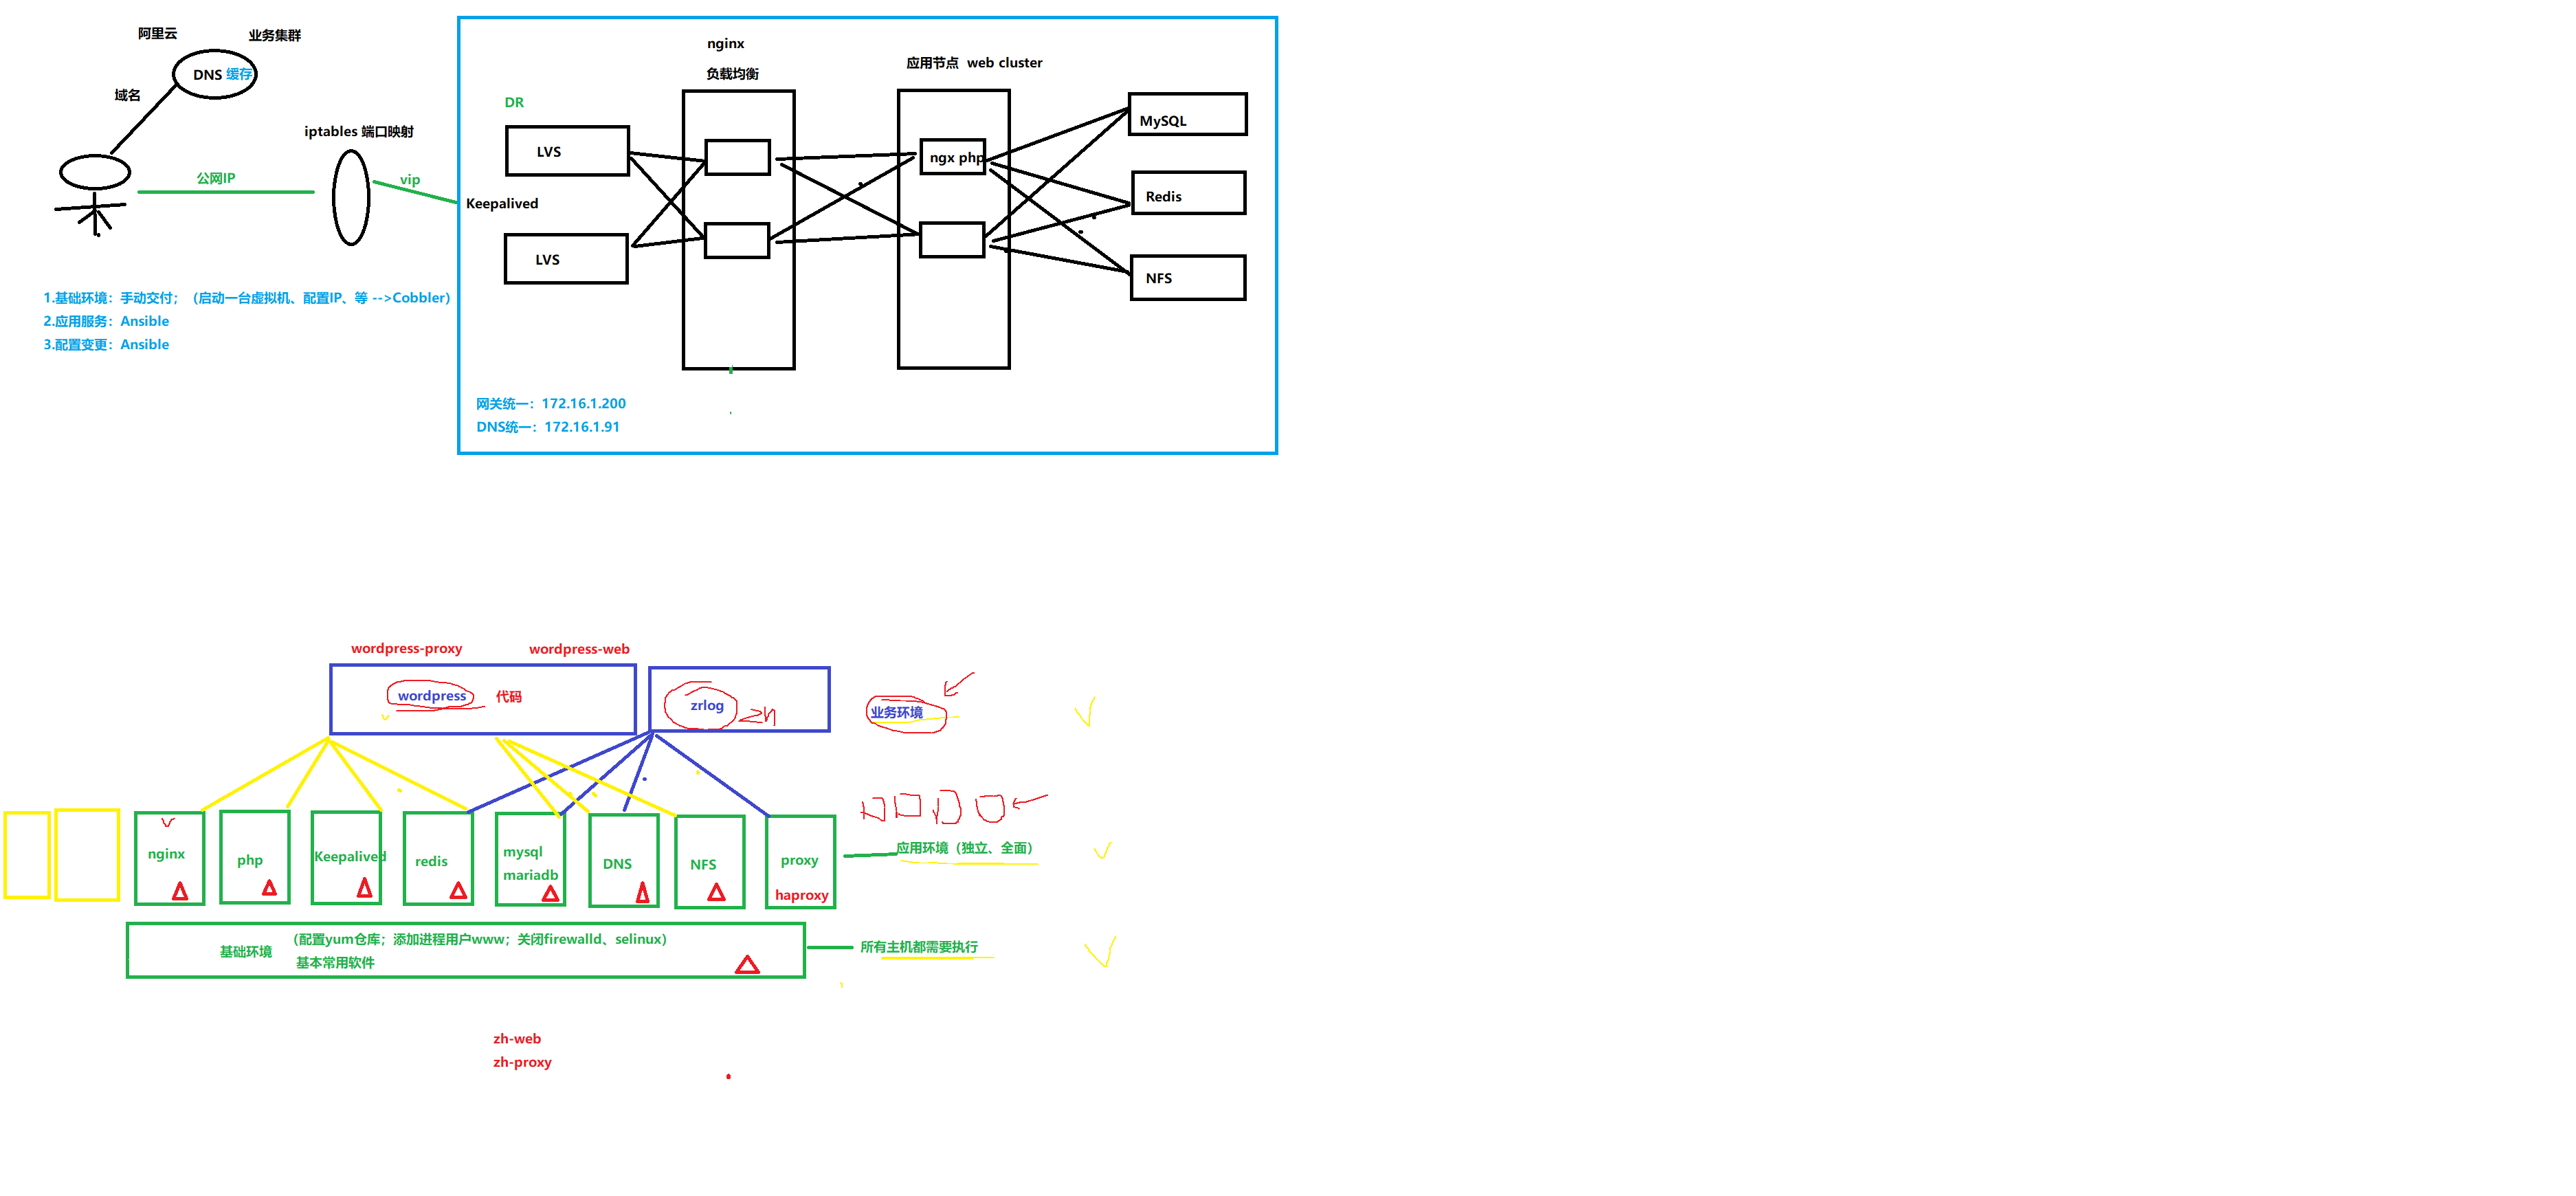 阿里云
业务集群
DNS 缓存
域名
iptables 端口映射
公网IP
vip
Keepalived
DR
LVS
LVS
nginx
负载均衡
应用节点 web cluster
ngx php
MySQL
Redis
NFS
网关统一：172.16.1.200
DNS统一：172.16.1.91
1.基础环境：手动交付；（启动一台虚拟机、配置IP、等 -->Cobbler）
2.应用服务：Ansible
3.配置变更：Ansible
wordpress-proxy
wordpress-web
wordpress
代码
zrlog
zh
业务环境
nginx
php
Keepalived
redis
mysql
mariadb
DNS
NFS
proxy
haproxy
应用环境（独立、全面）
基础环境
（配置yum仓库；添加进程用户www；关闭firewalld、selinux）
基本常用软件
所有主机都需要执行
zh-web
zh-proxy